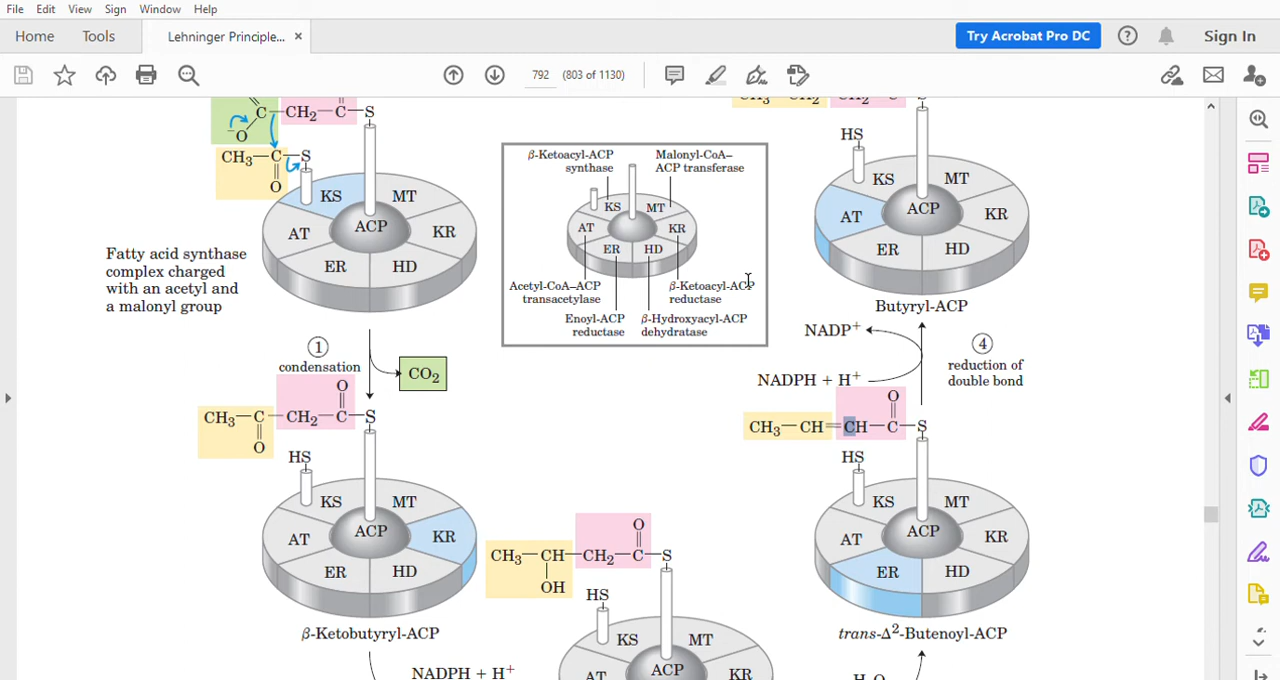 File Edit View Sign Window Help
Home Tools Lehninger Principle... ×
Try Acrobat Pro DC
Sign In
792 (803 of 1130)
C—CH2—C—S
⁻O
CH3—C—S
O
KS MT
AT ACP KR
ER HD
Fatty acid synthase
complex charged
with an acetyl and
a malonyl group
β-Ketoacyl-ACP
synthase
Malonyl-CoA–
ACP transferase
KS MT
AT KR
ER HD
Acetyl-CoA–ACP
transacetylase
β-Ketoacyl-ACP
reductase
Enoyl-ACP
reductase
β-Hydroxyacyl-ACP
dehydratase
S
HS
KS MT
AT ACP KR
ER HD
Butyryl-ACP
1
condensation
CO2
NADP+
NADPH + H+
4
reduction of
double bond
O
CH3—C—CH2—C—S
O
HS
KS MT
AT ACP KR
ER HD
β-Ketobutyryl-ACP
NADPH + H+
O
CH3—CH—CH2—C—S
OH
HS
KS MT
AT ACP KR
O
CH3—CH=CH—C—S
HS
KS MT
AT ACP KR
ER HD
trans-Δ2-Butenoyl-ACP
H2O